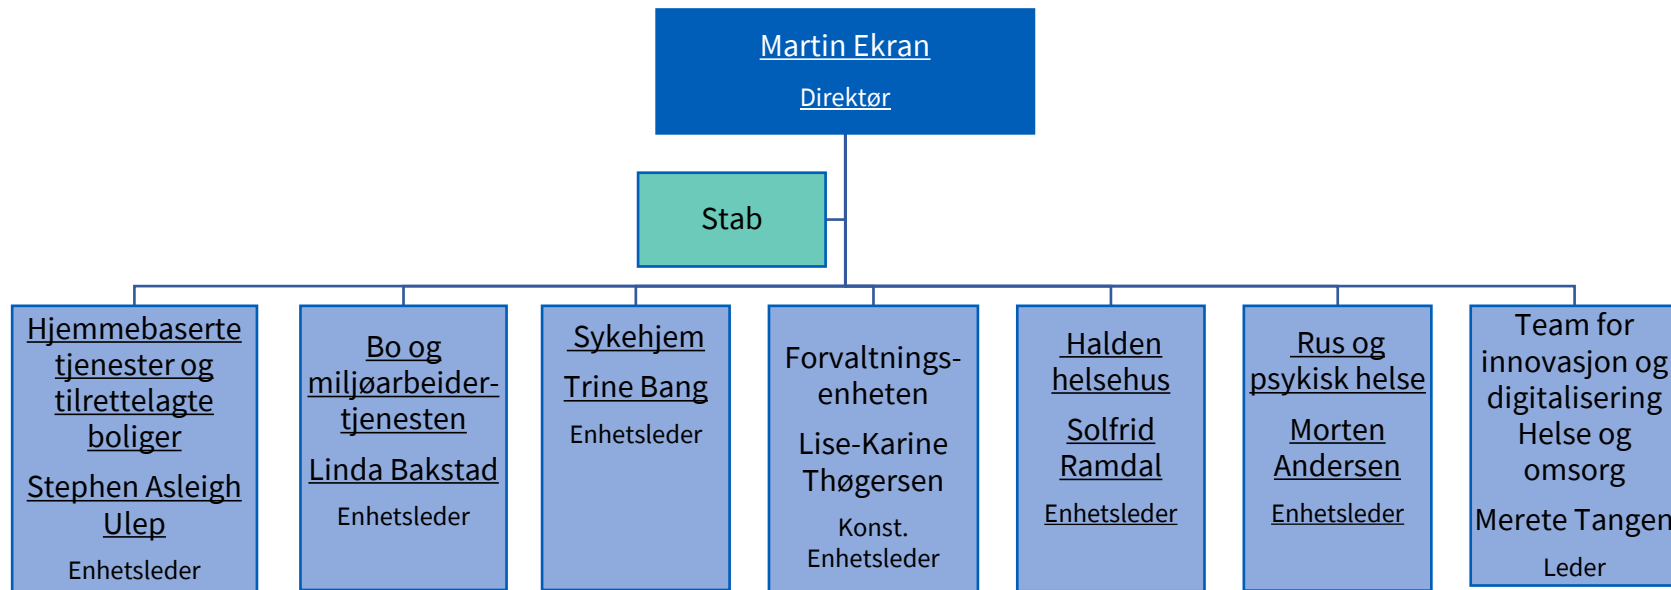 Martin Ekran
Direktør
Stab
Hjemmebaserte
tjenester og
tilrettelagte
boliger
Stephen Asleigh
Ulep
Enhetsleder
Bo og
miljøarbeider-
tjenesten
Linda Bakstad
Enhetsleder
Sykehjem
Trine Bang
Enhetsleder
Forvaltnings-
enheten
Lise-Karine
Thøgersen
Konst.
Enhetsleder
Halden
helsehus
Solfrid
Ramdal
Enhetsleder
Rus og
psykisk helse
Morten
Andersen
Enhetsleder
Team for
innovasjon og
digitalisering
Helse og
omsorg
Merete Tangen
Leder